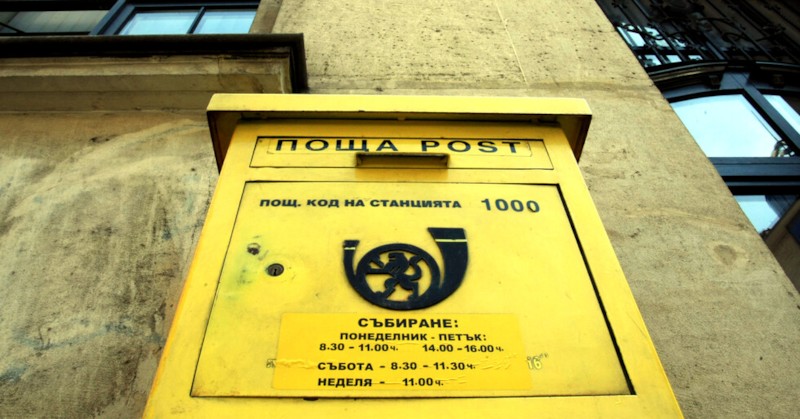 ПОЩА POST
ПОЩ. КОД НА СТАНЦИЯТА 1000
СЪБИРАНЕ:
ПОНЕДЕЛНИК - ПЕТЪК:
8.30 - 11.00 ч. 14.00 - 16.00 ч.
СЪБОТА - 8.30 - 11.30 ч.
НЕДЕЛЯ - 11.00 ч.